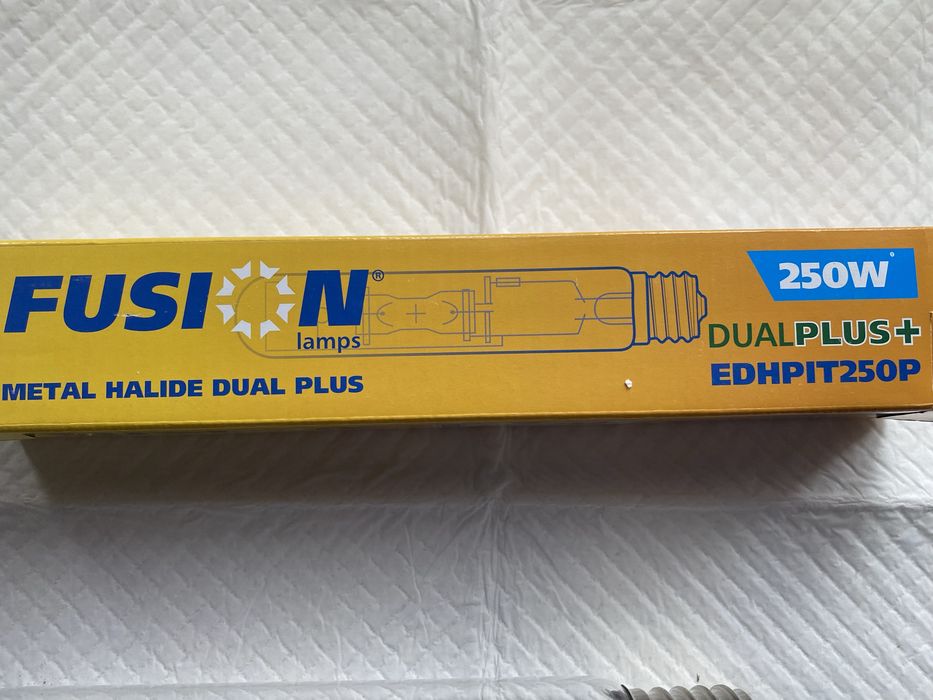 FUSION®
lamps
METAL HALIDE DUAL PLUS
250W
DUALPLUS+
EDHPIT250P